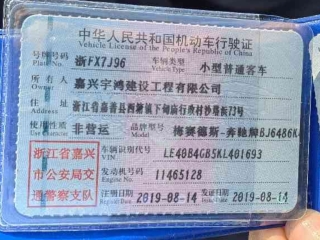 中华人民共和国机动车行驶证
Vehicle License of the People's Republic of China
号牌号码 浙FX7J96 车辆类型 小型普通客车
Plate No. Vehicle Type
所有人 嘉兴宇鸿建设工程有限公司
Owner
住址 浙江省嘉善县西塘镇下甸庙行政村沙塔浜73号
Address
使用性质 非营运 品牌型号 梅赛德斯-奔驰牌BJ6486K
Use Character
浙江省嘉兴市公安局交通警察支队
车辆识别代号 LE40B4GB5KL401693
VIN
发动机号码 11465128
Engine No.
注册日期 2019-08-14 发证日期 2019-08-14
Register Date Issue Date